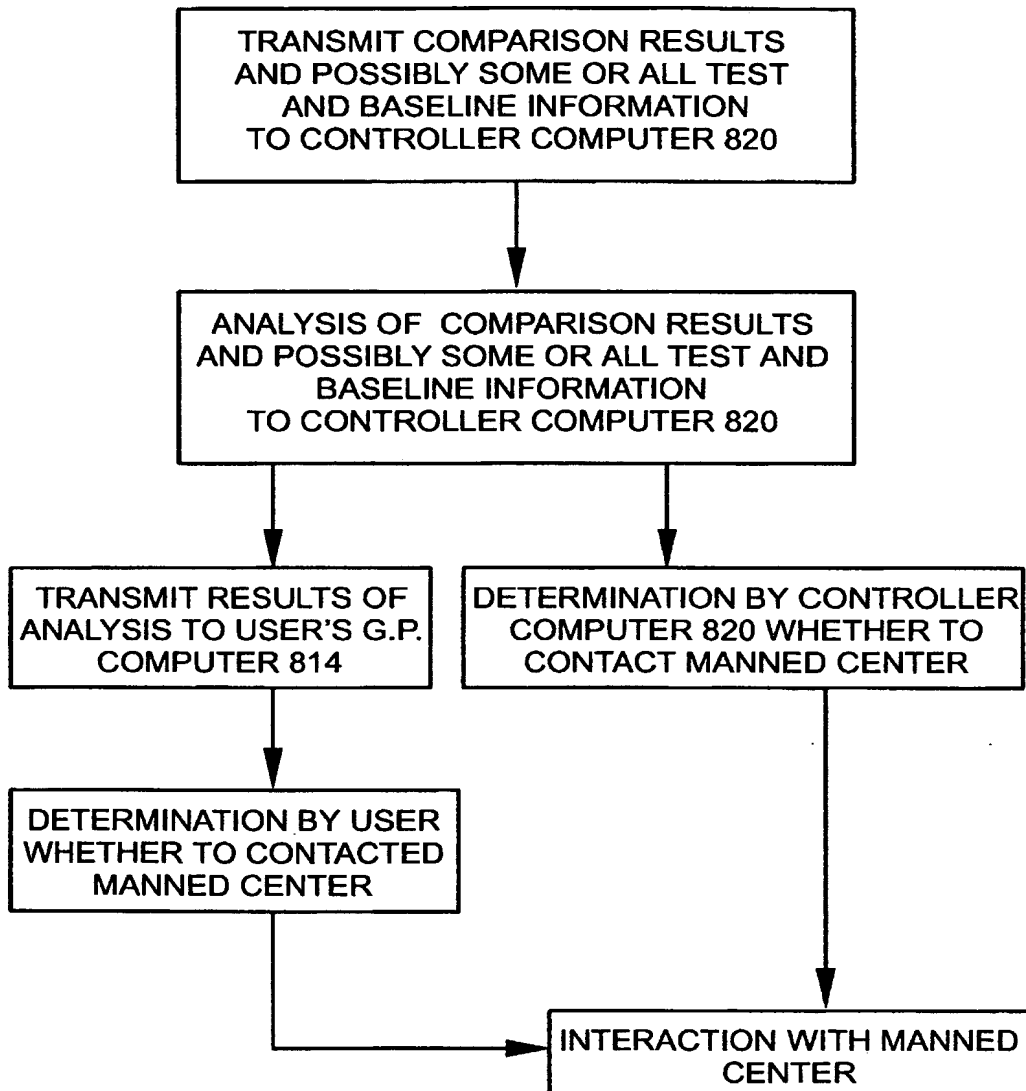 TRANSMIT COMPARISON RESULTS
AND POSSIBLY SOME OR ALL TEST
AND BASELINE INFORMATION
TO CONTROLLER COMPUTER 820
ANALYSIS OF COMPARISON RESULTS
AND POSSIBLY SOME OR ALL TEST AND
BASELINE INFORMATION
TO CONTROLLER COMPUTER 820
TRANSMIT RESULTS OF
ANALYSIS TO USER'S G.P.
COMPUTER 814
DETERMINATION BY CONTROLLER
COMPUTER 820 WHETHER TO
CONTACT MANNED CENTER
DETERMINATION BY USER
WHETHER TO CONTACTED
MANNED CENTER
INTERACTION WITH MANNED
CENTER